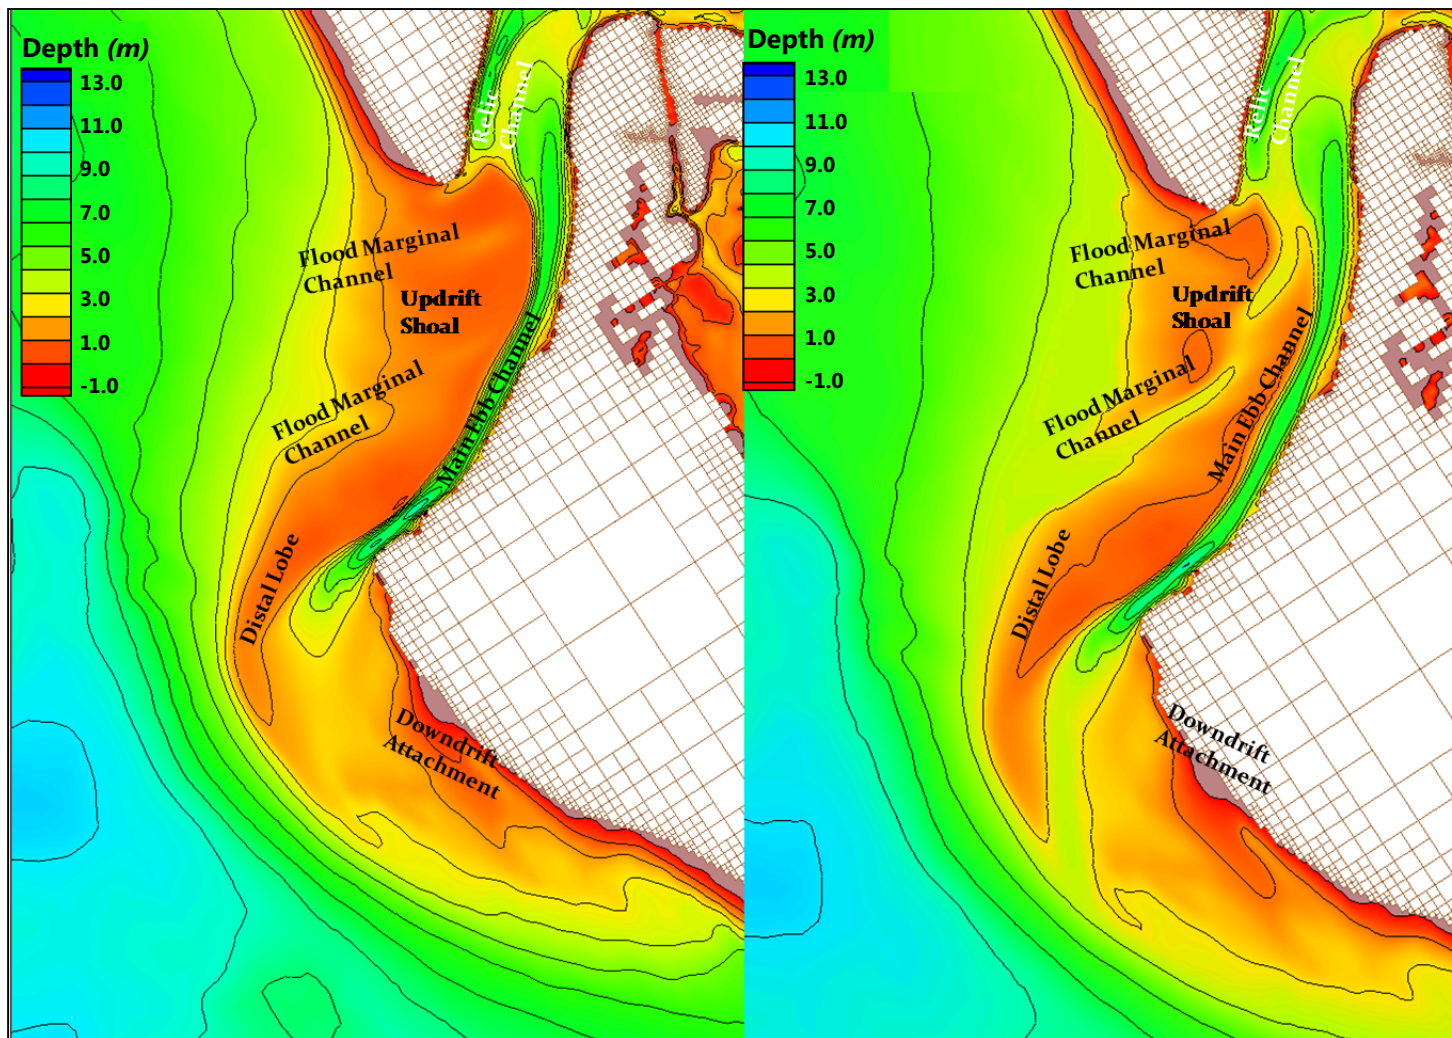 Depth (m)
13.0
11.0
9.0
7.0
5.0
3.0
1.0
-1.0
Relic
Channel
Flood Marginal
Channel
Updrift
Shoal
Flood Marginal
Channel
Main Ebb Channel
Distal Lobe
Downdrift
Attachment
Depth (m)
13.0
11.0
9.0
7.0
5.0
3.0
1.0
-1.0
Relic
Channel
Flood Marginal
Channel
Updrift
Shoal
Flood Marginal
Channel
Main Ebb Channel
Distal Lobe
Downdrift
Attachment